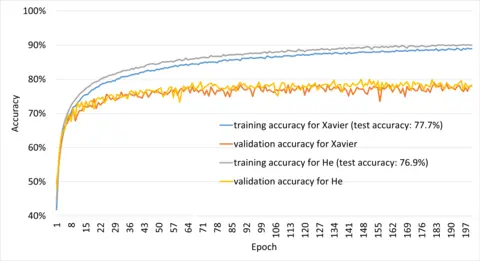 100%
90%
80%
70%
60%
50%
40%
Accuracy
training accuracy for Xavier (test accuracy: 77.7%)
validation accuracy for Xavier
training accuracy for He (test accuracy: 76.9%)
validation accuracy for He
1 8 15 22 29 36 43 50 57 64 71 78 85 92 99 106 113 120 127 134 141 148 155 162 169 176 183 190 197
Epoch